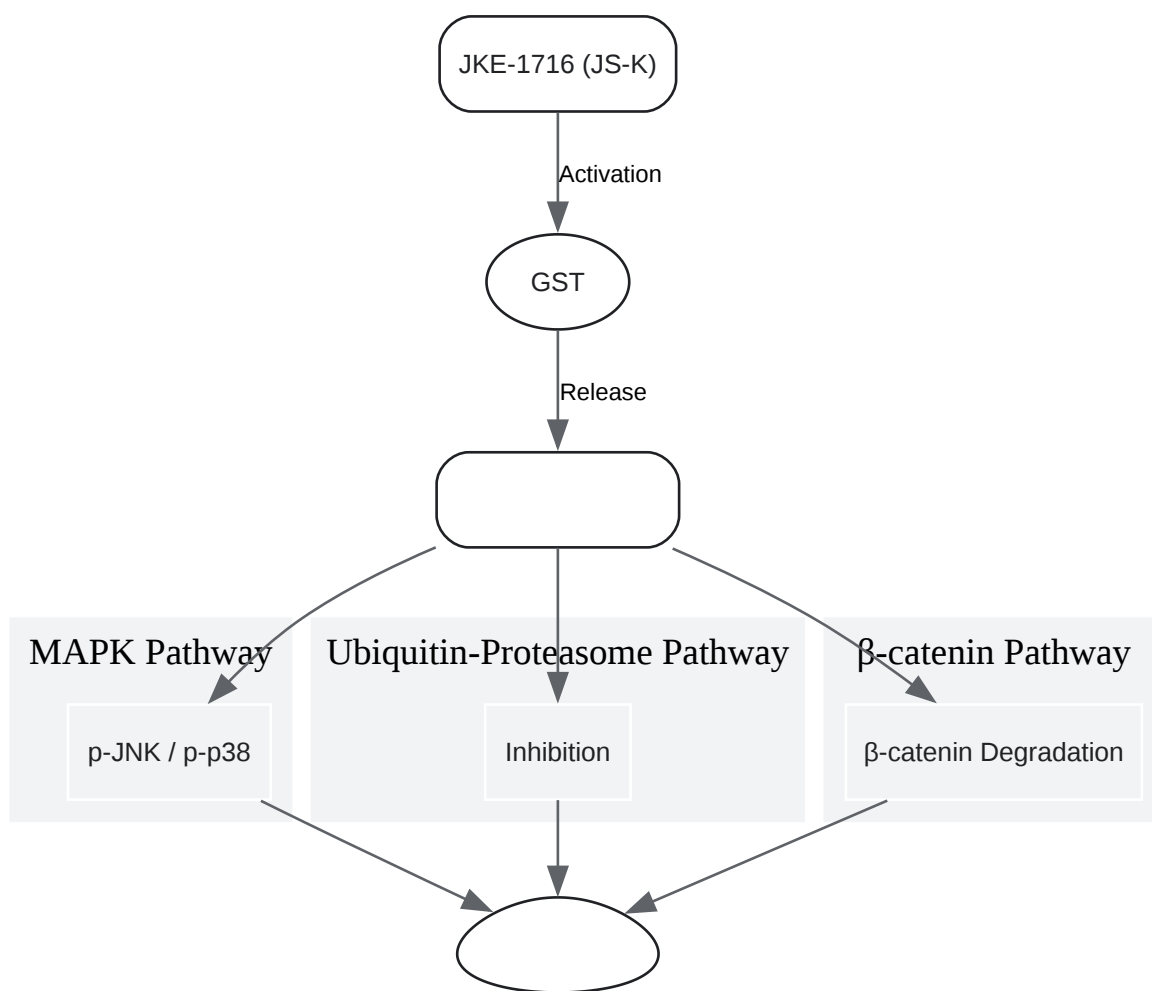 JKE-1716 (JS-K)
Activation
GST
Release
MAPK Pathway
Ubiquitin-Proteasome Pathway
β-catenin Pathway
p-JNK / p-p38
Inhibition
β-catenin Degradation